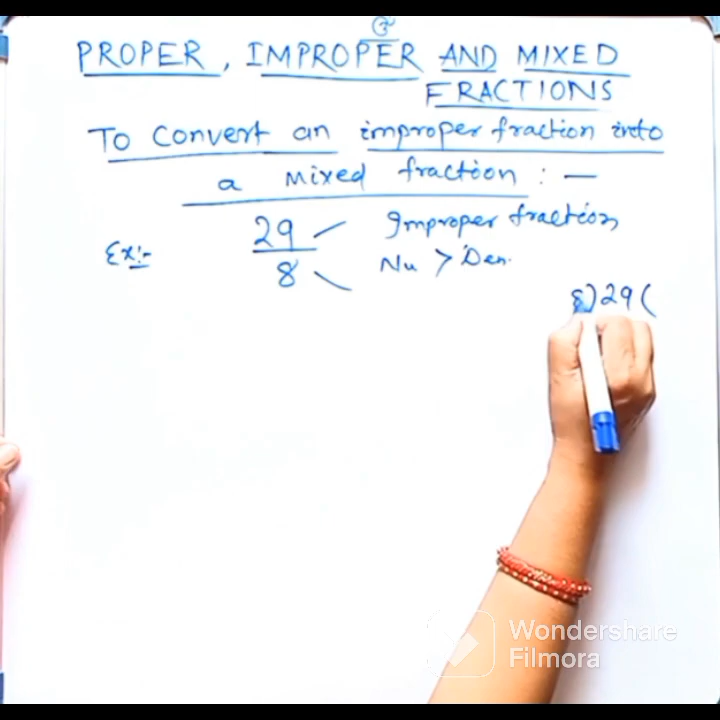 PROPER, IMPROPER AND MIXED
FRACTIONS
To Convert an improper fraction into
a mixed fraction : —
Ex:- 29/8 Improper fraction
Nu > Den.
8)29(
Wondershare
Filmora